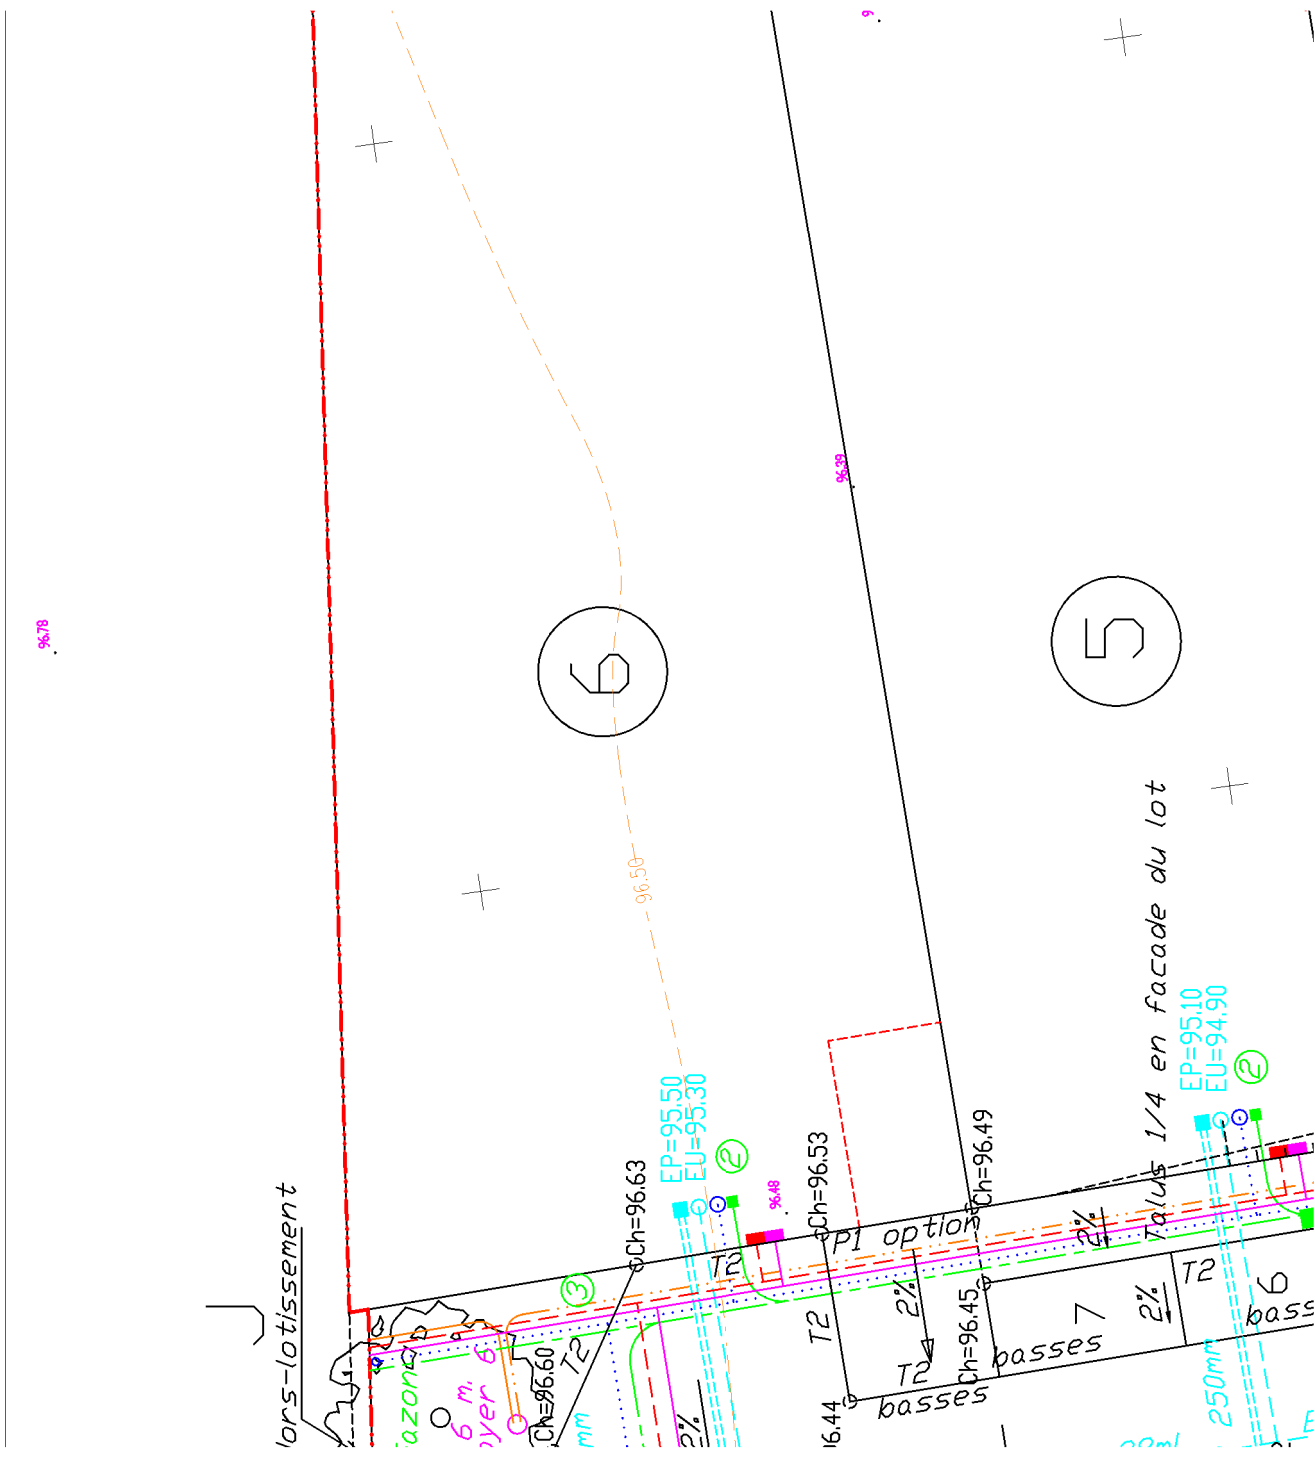 96.78
96.39
6
5
96.50
Talus 1/4 en facade du lot
EP=95.50
EU=95.30
2
96.48
EP=95.10
EU=94.90
2
Ch=96.63
Ch=96.53
Ch=96.49
P1 option
T2
3
2%
2%
T2
T2
T2
T2
Ch=96.45
Ch=96.60
7
basses
basses
2%
6
250mm
2%